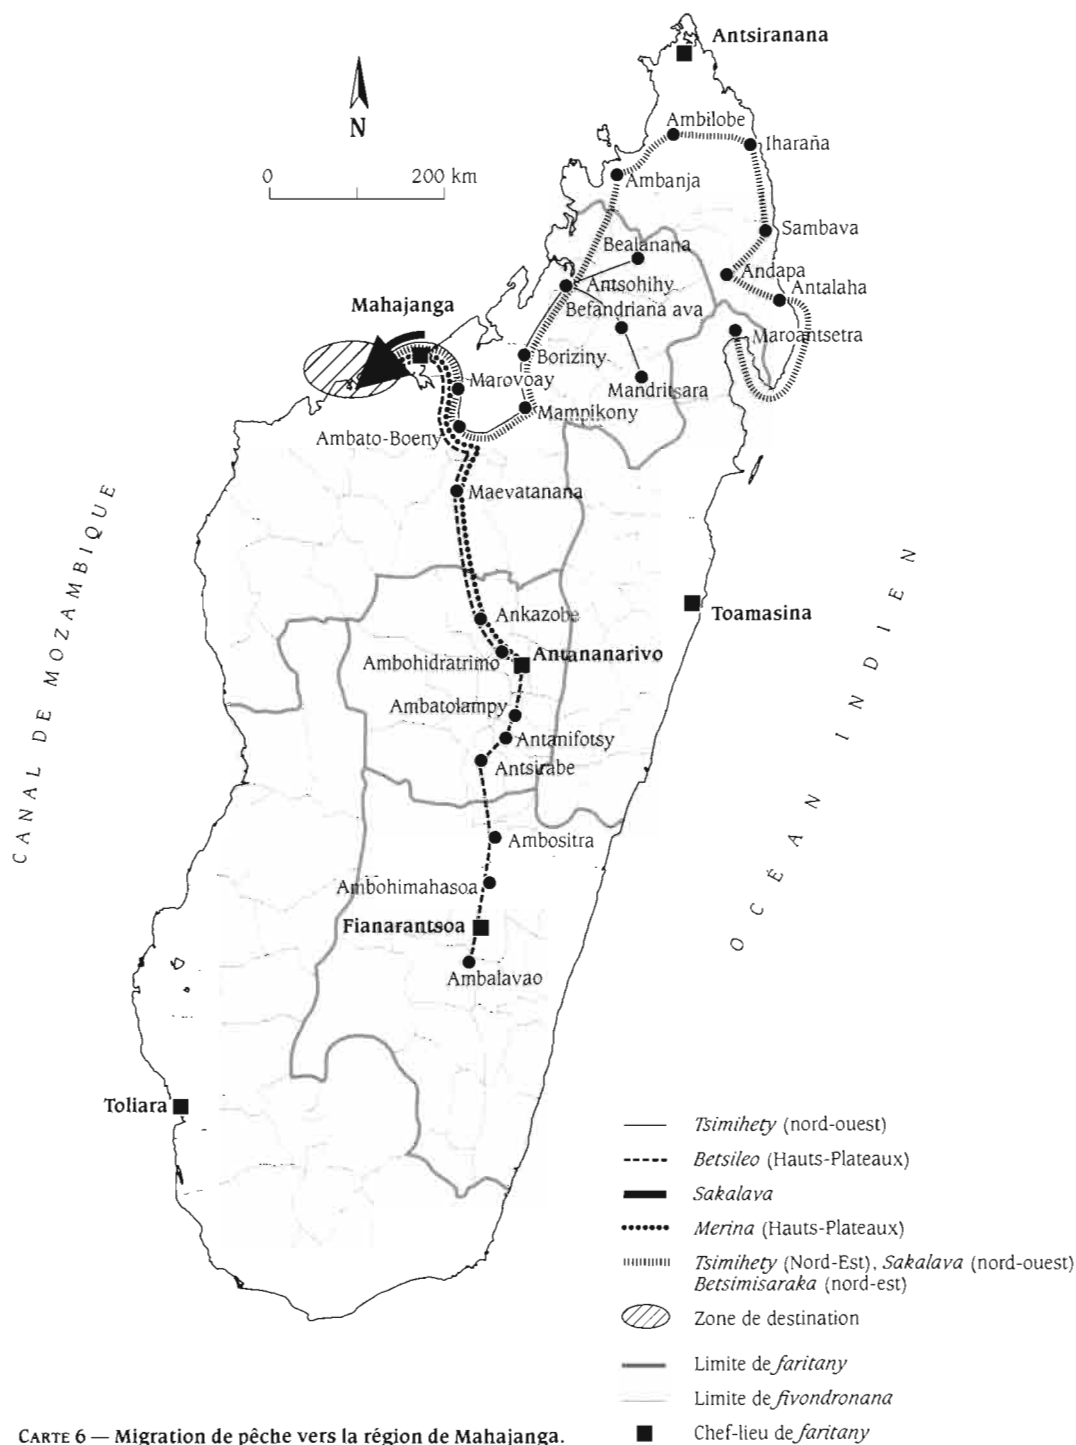 Antsiranana
N
0 200 km
Ambilobe
Iharaña
Ambanja
Sambava
Bealanana
Andapa
Antsohihy
Antalaha
Mahajanga
Befandriana ava
Maroantsetra
Boriziny
Marovoay
Mandritsara
Mampikony
Ambato-Boeny
Maevatanana
CANAL DE MOZAMBIQUE
OCÉAN INDIEN
Ankazobe
Toamasina
Ambohidratrimo
Antananarivo
Ambatolampy
Antanifotsy
Antsirabe
Ambositra
Ambohimahasoa
Fianarantsoa
Ambalavao
Toliara
Tsimihety (nord-ouest)
Betsileo (Hauts-Plateaux)
Sakalava
Merina (Hauts-Plateaux)
Tsimihety (Nord-Est), Sakalava (nord-ouest)
Betsimisaraka (nord-est)
Zone de destination
Limite de faritany
Limite de fivondronana
Chef-lieu de faritany
CARTE 6 — Migration de pêche vers la région de Mahajanga.